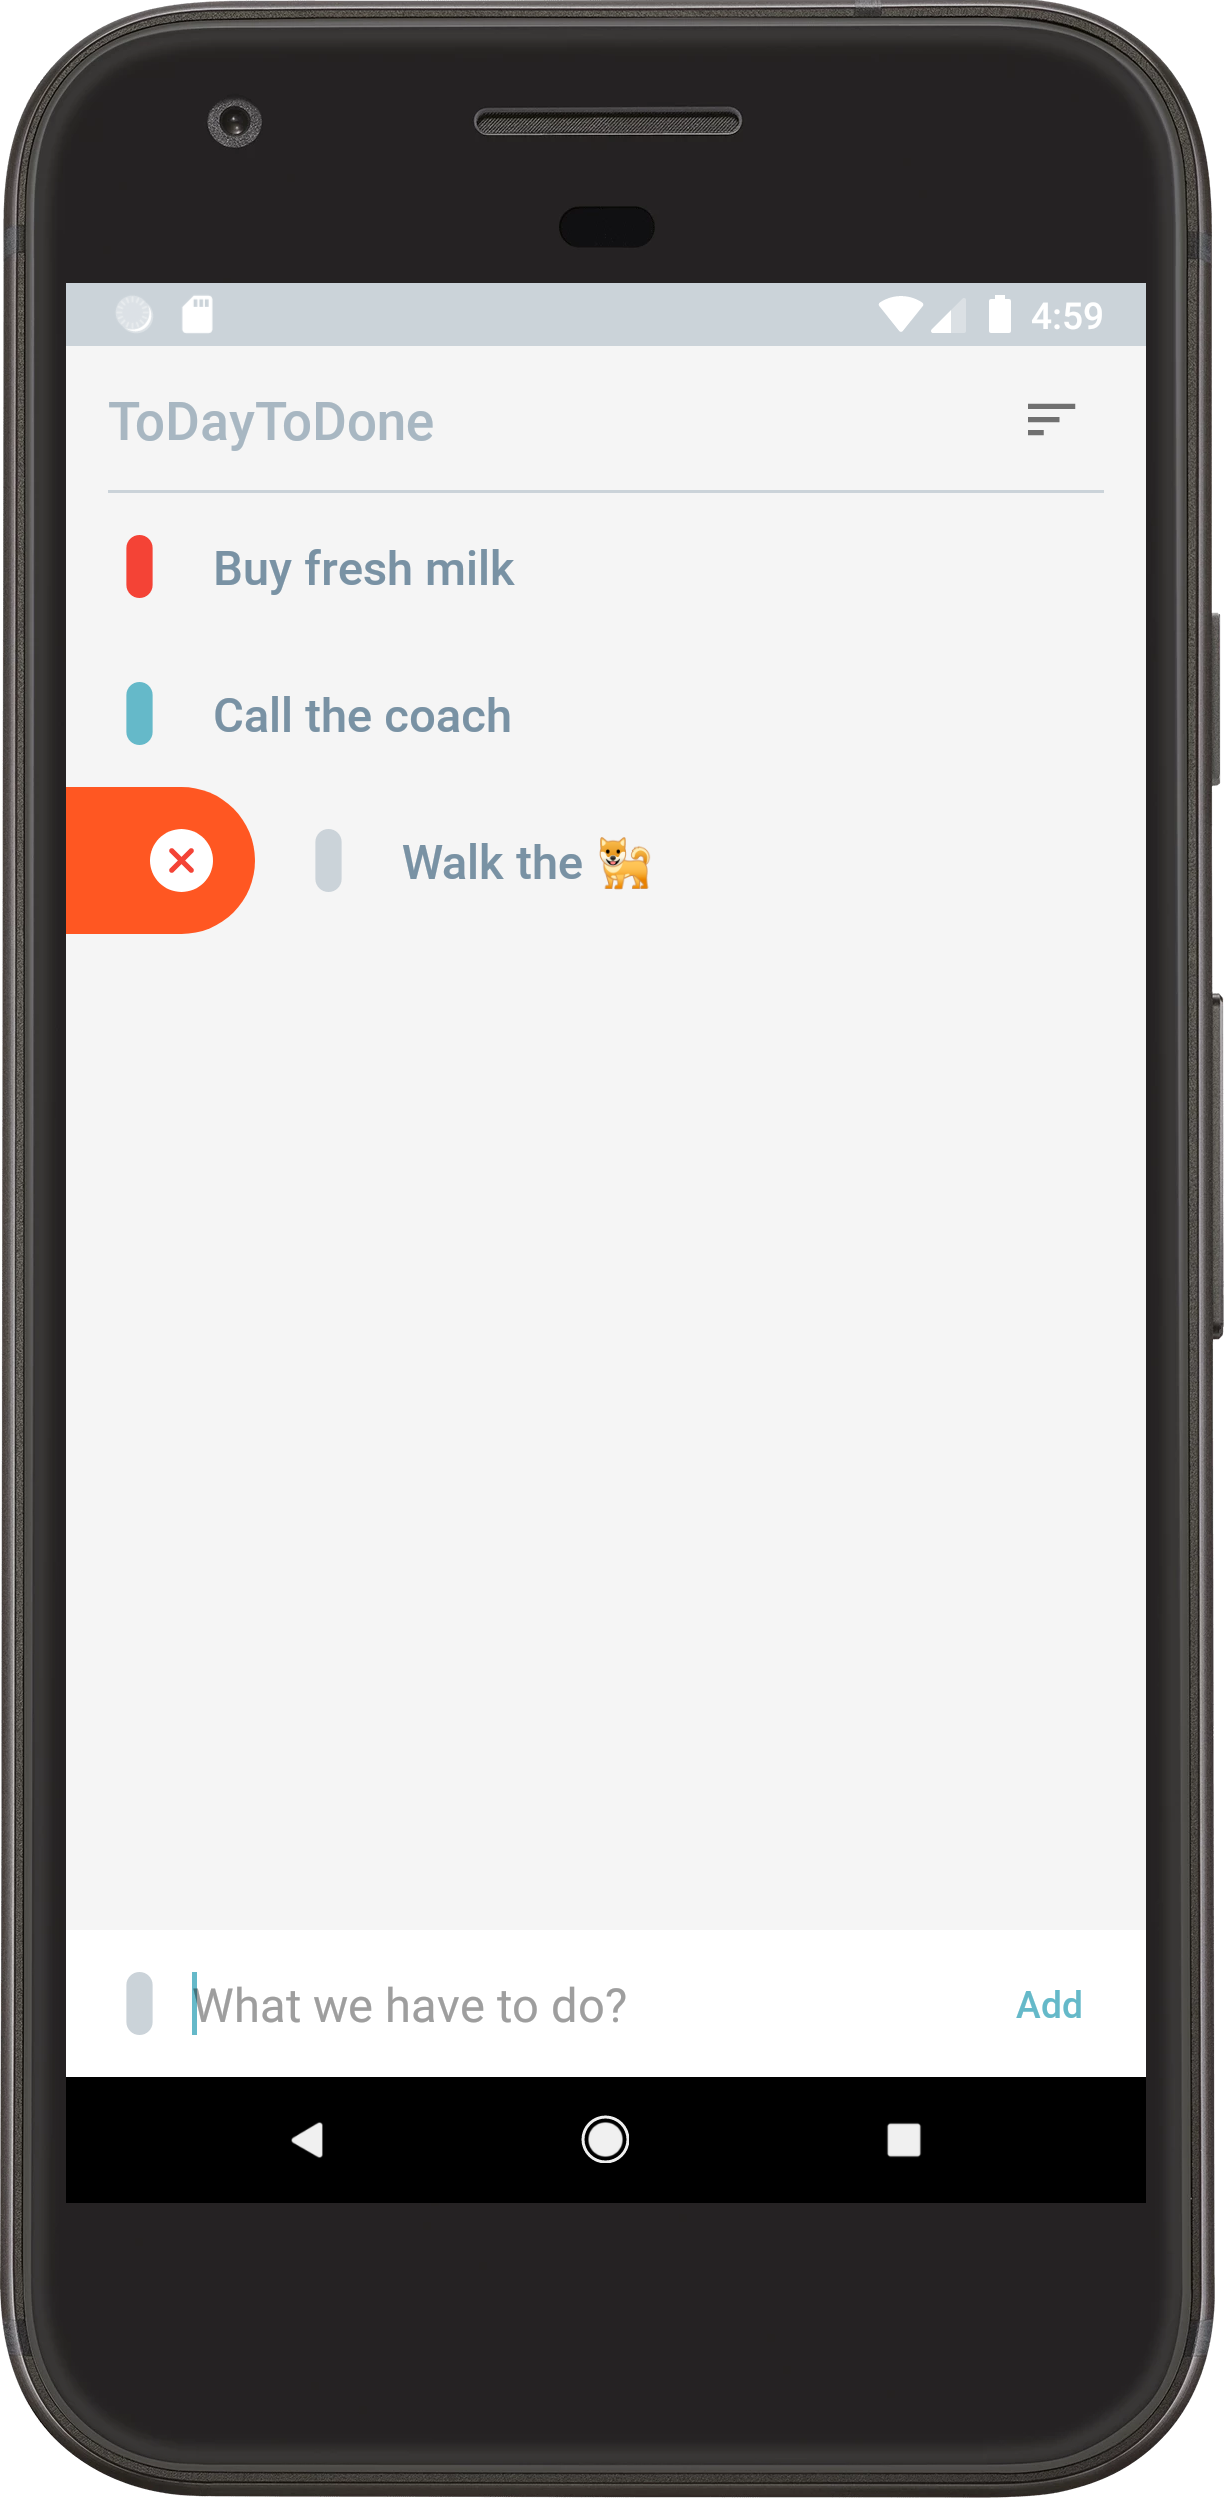 4:59
ToDayToDone
Buy fresh milk
Call the coach
Walk the 🐕
What we have to do?
Add